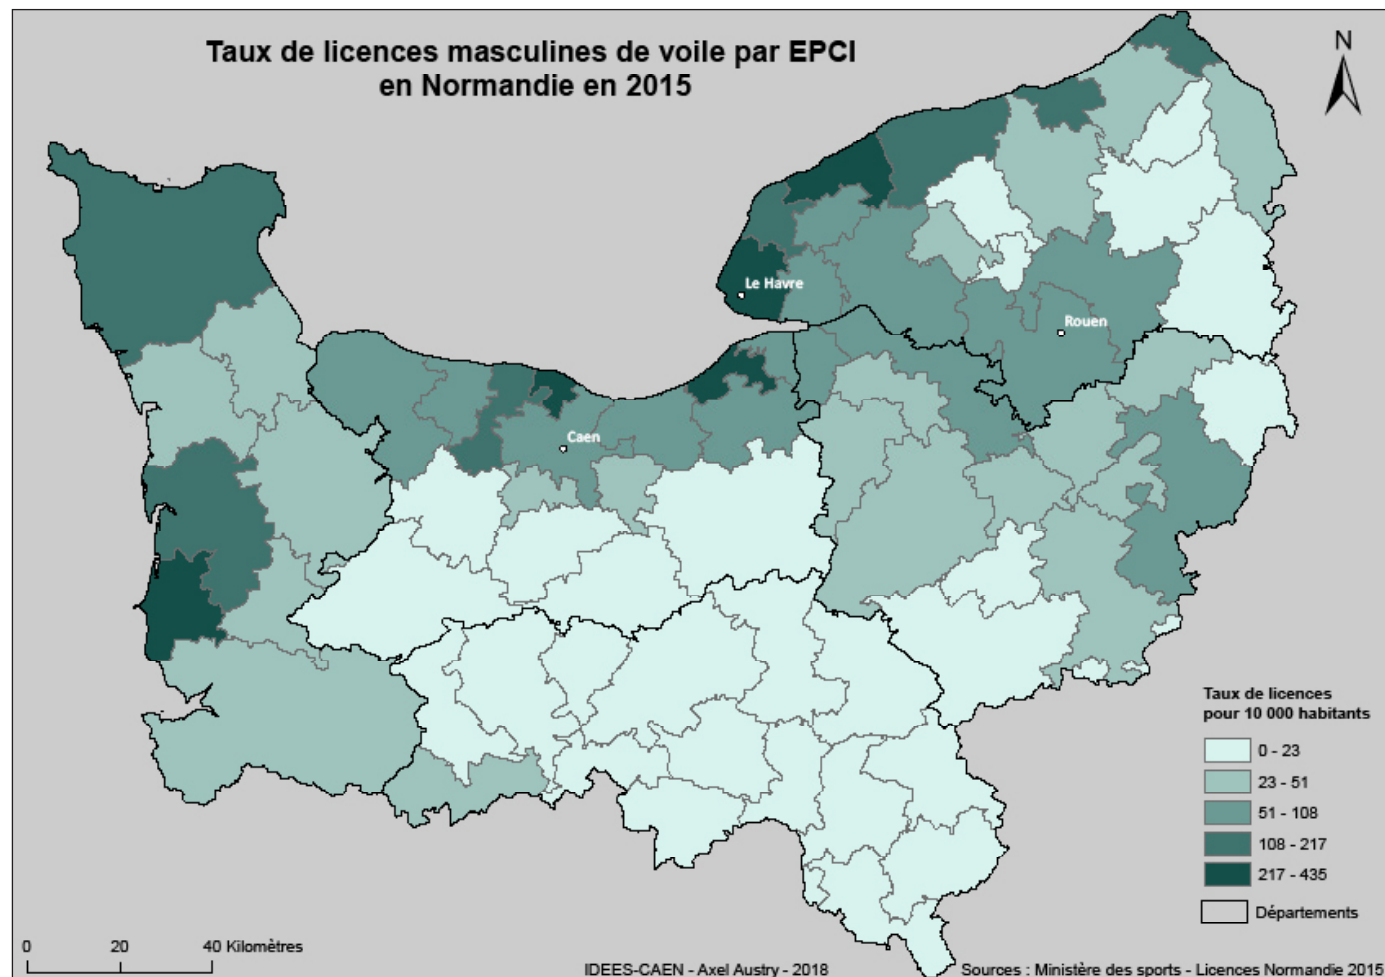 Taux de licences masculines de voile par EPCI
en Normandie en 2015
N
Le Havre
Rouen
Caen
Taux de licences
pour 10 000 habitants
0 - 23
23 - 51
51 - 108
108 - 217
217 - 435
Départements
0 20 40 Kilomètres
IDEES-CAEN - Axel Austry - 2018 Sources : Ministère des sports - Licences Normandie 2015